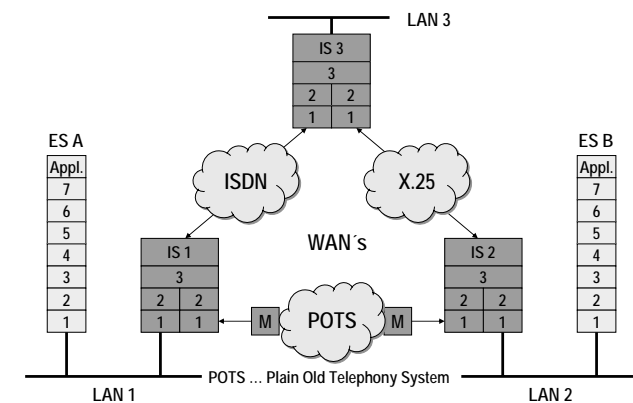 LAN 3
IS 3
3
2 2
1 1
ES A
ES B
Appl.
7
6
5
4
3
2
1
ISDN
X.25
Appl.
7
6
5
4
3
2
1
WAN´s
IS 1
3
2 2
1 1
IS 2
3
2 2
1 1
M
POTS
M
POTS ... Plain Old Telephony System
LAN 1
LAN 2